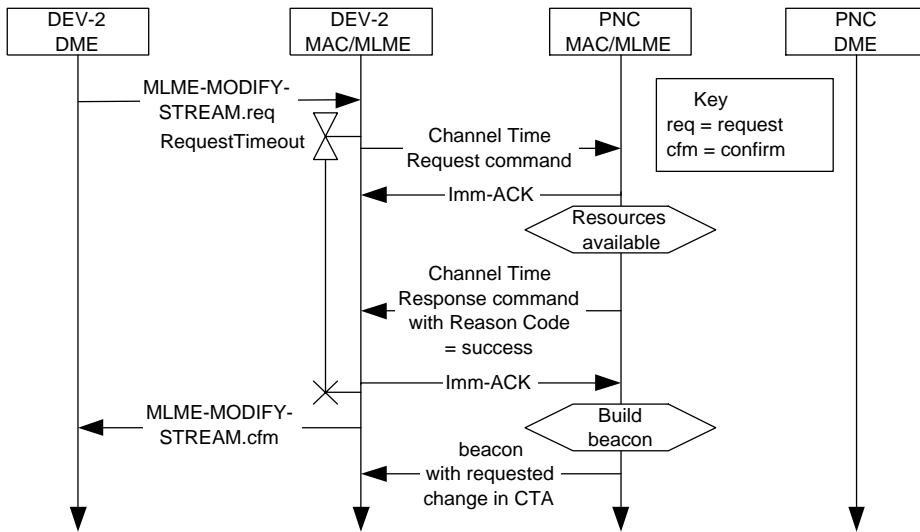 DEV-2
DME
DEV-2
MAC/MLME
PNC
MAC/MLME
PNC
DME
MLME-MODIFY-
STREAM.req
RequestTimeout
Channel Time
Request command
Key
req = request
cfm = confirm
Imm-ACK
Resources
available
Channel Time
Response command
with Reason Code
= success
Imm-ACK
MLME-MODIFY-
STREAM.cfm
Build
beacon
beacon
with requested
change in CTA